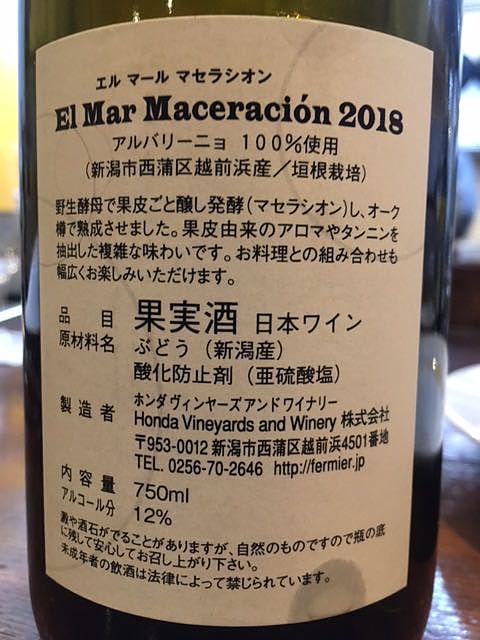 エル マール マセラシオン
El Mar Maceración 2018
アルバリーニョ 100%使用
(新潟市西蒲区越前浜産/垣根栽培)
野生酵母で果皮ごと醸し発酵(マセラシオン)し、オーク
樽で熟成させました。果皮由来のアロマやタンニンを
抽出した複雑な味わいです。お料理との組み合わせも
幅広くお楽しみいただけます。
品目 果実酒 日本ワイン
原材料名 ぶどう(新潟産)
酸化防止剤(亜硫酸塩)
製造者 ホンダ ヴィンヤーズ アンド ワイナリー
Honda Vineyards and Winery 株式会社
〒953-0012 新潟市西蒲区越前浜4501番地
TEL. 0256-70-2646 http://fermier.jp
内容量 750ml
アルコール分 12%
澱や酒石がでることがありますが、自然のものですので瓶の底
に残して安心してお召し上がり下さい。
未成年者の飲酒は法律によって禁じられています。